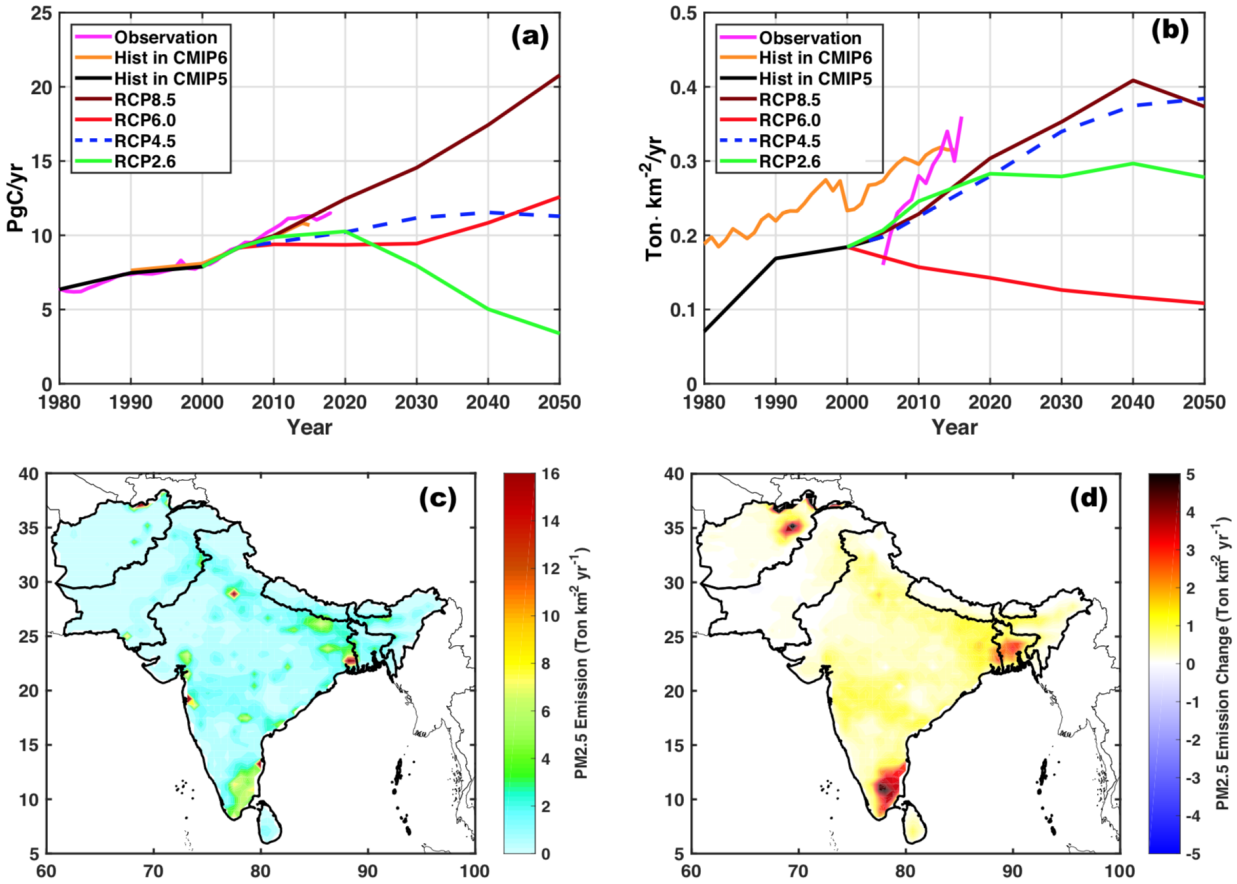 (a)
PgC/yr
25
20
15
10
5
0
Observation
Hist in CMIP6
Hist in CMIP5
RCP8.5
RCP6.0
RCP4.5
RCP2.6
1980 1990 2000 2010 2020 2030 2040 2050
Year
(b)
Ton· km⁻²/yr
0.5
0.4
0.3
0.2
0.1
0
Observation
Hist in CMIP6
Hist in CMIP5
RCP8.5
RCP6.0
RCP4.5
RCP2.6
1980 1990 2000 2010 2020 2030 2040 2050
Year
(c)
40
35
30
25
20
15
10
5
60 70 80 90 100
16
14
12
10
8
6
4
2
0
PM2.5 Emission (Ton km² yr⁻¹)
(d)
40
35
30
25
20
15
10
5
60 70 80 90 100
5
4
3
2
1
0
-1
-2
-3
-4
-5
PM2.5 Emission Change (Ton km² yr⁻¹)